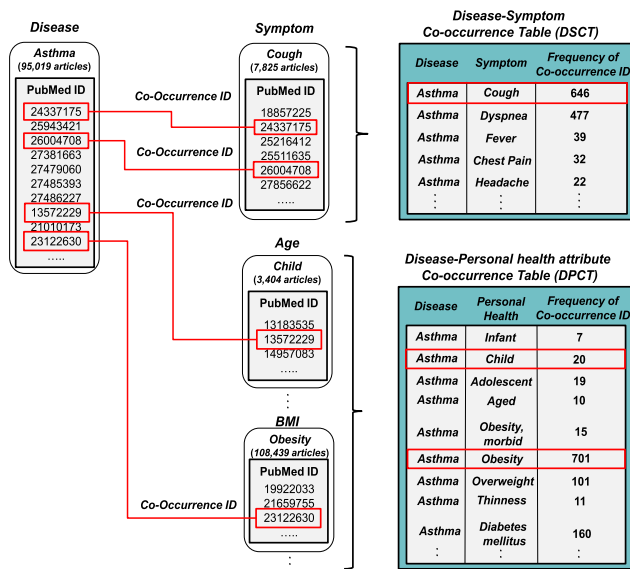 Disease
Asthma
(95,019 articles)
PubMed ID
24337175
25943421
26004708
27381663
27479060
27485393
27486227
13572229
21010173
23122630
.....
Co-Occurrence ID
Co-Occurrence ID
Co-Occurrence ID
Co-Occurrence ID
Symptom
Cough
(7,825 articles)
PubMed ID
18857225
24337175
25216412
25511635
26004708
27856622
.....
Age
Child
(3,404 articles)
PubMed ID
13183535
13572229
14957083
.....
BMI
Obesity
(108,439 articles)
PubMed ID
19922033
21659755
23122630
.....
Disease-Symptom
Co-occurrence Table (DSCT)
Disease Symptom Frequency of
Co-occurrence ID
Asthma Cough 646
Asthma Dyspnea 477
Asthma Fever 39
Asthma Chest Pain 32
Asthma Headache 22
Disease-Personal health attribute
Co-occurrence Table (DPCT)
Disease Personal Frequency of
Health Co-occurrence ID
Asthma Infant 7
Asthma Child 20
Asthma Adolescent 19
Asthma Aged 10
Asthma Obesity, 15
morbid
Asthma Obesity 701
Asthma Overweight 101
Asthma Thinness 11
Asthma Diabetes 160
mellitus